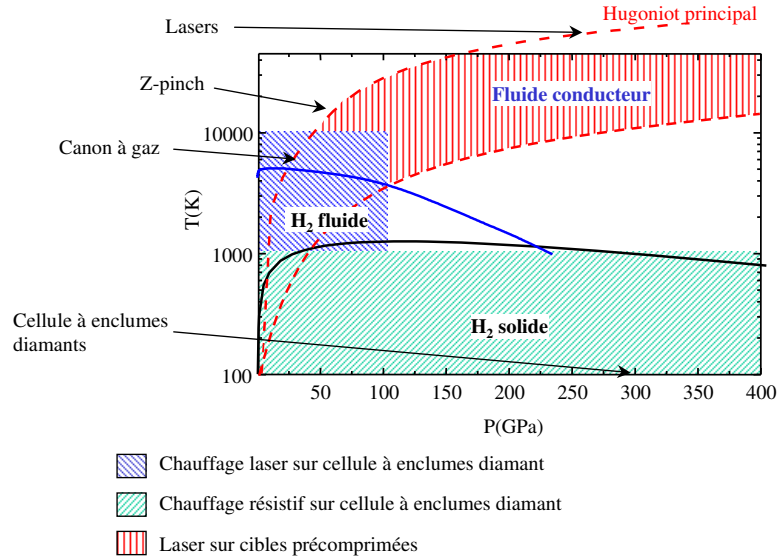 Lasers
Hugoniot principal
Z-pinch
Fluide conducteur
Canon à gaz
T(K)
10000
1000
100
H2 fluide
H2 solide
Cellule à enclumes
diamants
50
100
150
200
250
300
350
400
P(GPa)
Chauffage laser sur cellule à enclumes diamant
Chauffage résistif sur cellule à enclumes diamant
Laser sur cibles précomprimées